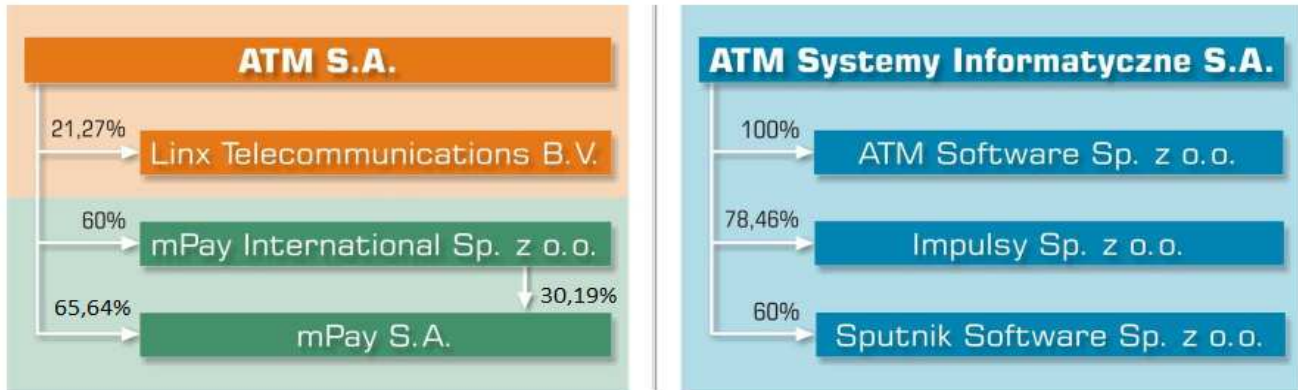 ATM S.A.
21,27%
Linx Telecommunications B.V.
60%
mPay International Sp. z o.o.
30,19%
65,64%
mPay S.A.
ATM Systemy Informatyczne S.A.
100%
ATM Software Sp. z o.o.
78,46%
Impulsy Sp. z o.o.
60%
Sputnik Software Sp. z o.o.